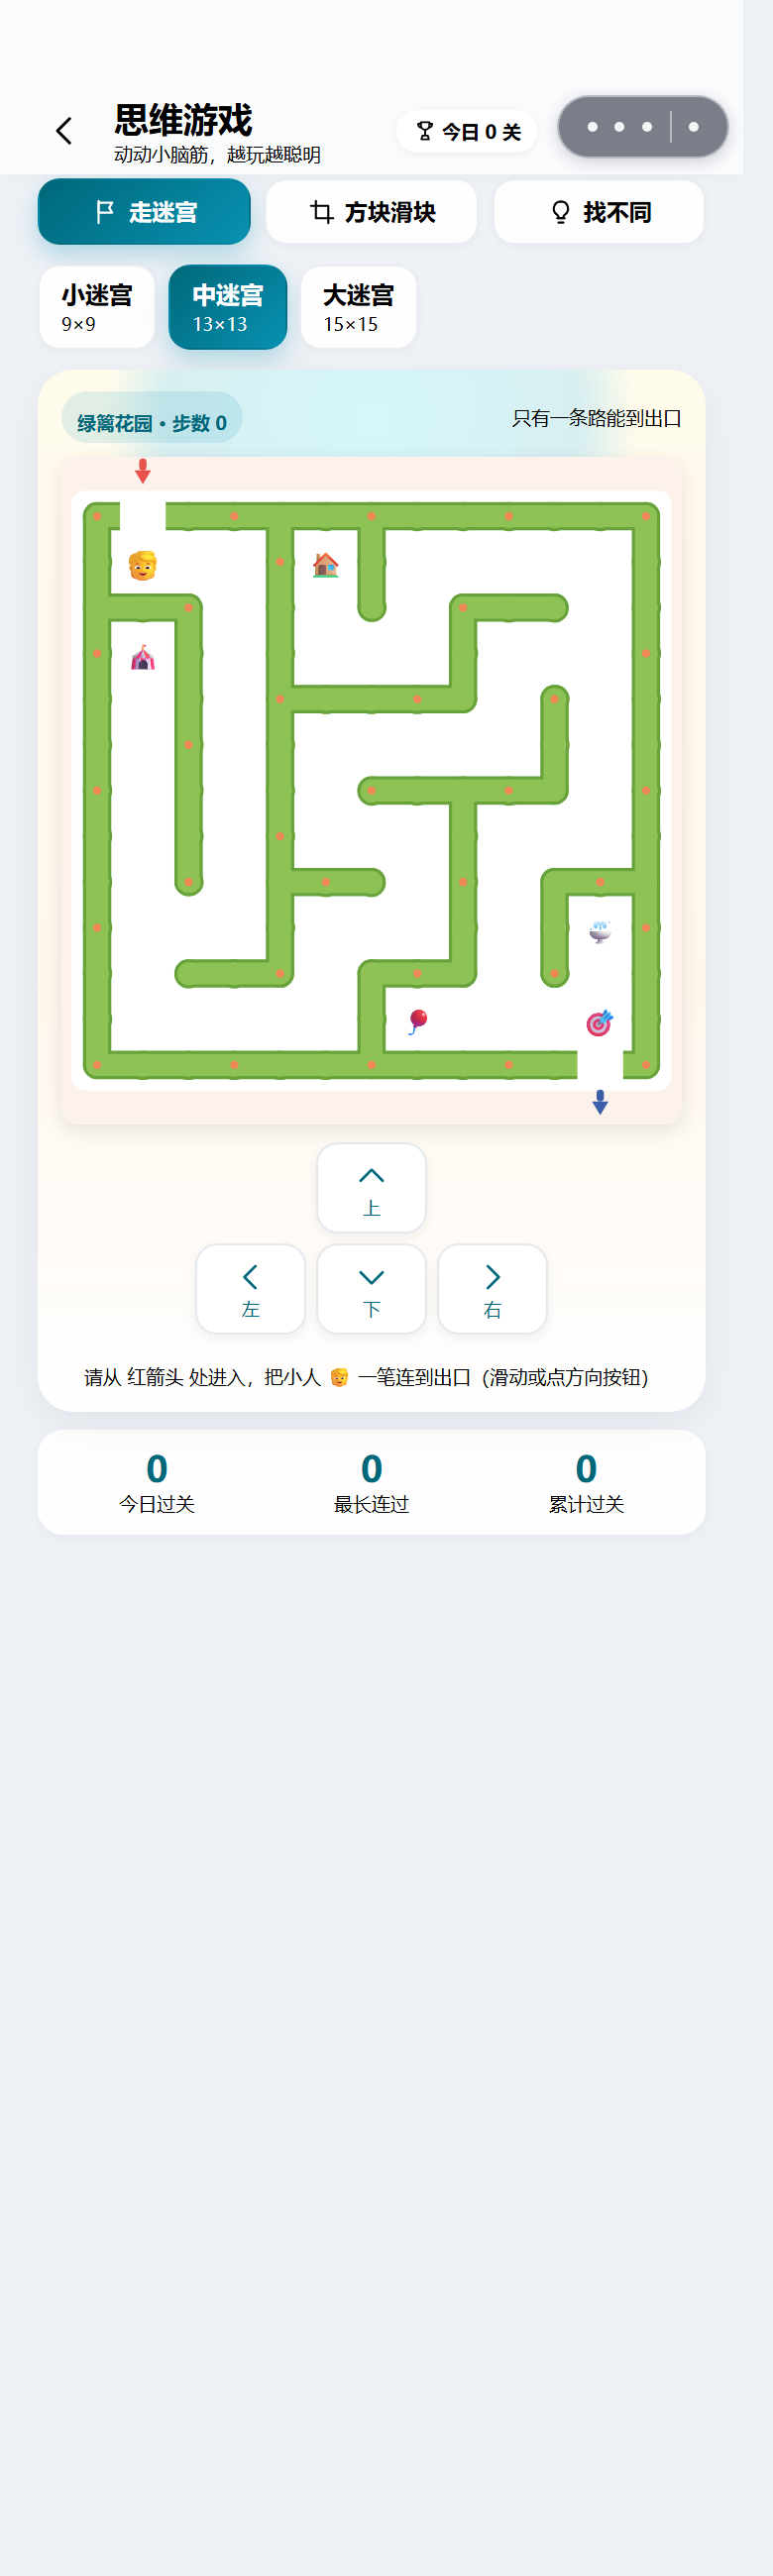 思维游戏
动动小脑筋，越玩越聪明
今日 0 关
走迷宫
方块滑块
找不同
小迷宫
9×9
中迷宫
13×13
大迷宫
15×15
绿篱花园 · 步数 0
只有一条路能到出口
上
左
下
右
请从 红箭头 处进入，把小人 👱 一笔连到出口（滑动或点方向按钮）
0
今日过关
0
最长连过
0
累计过关